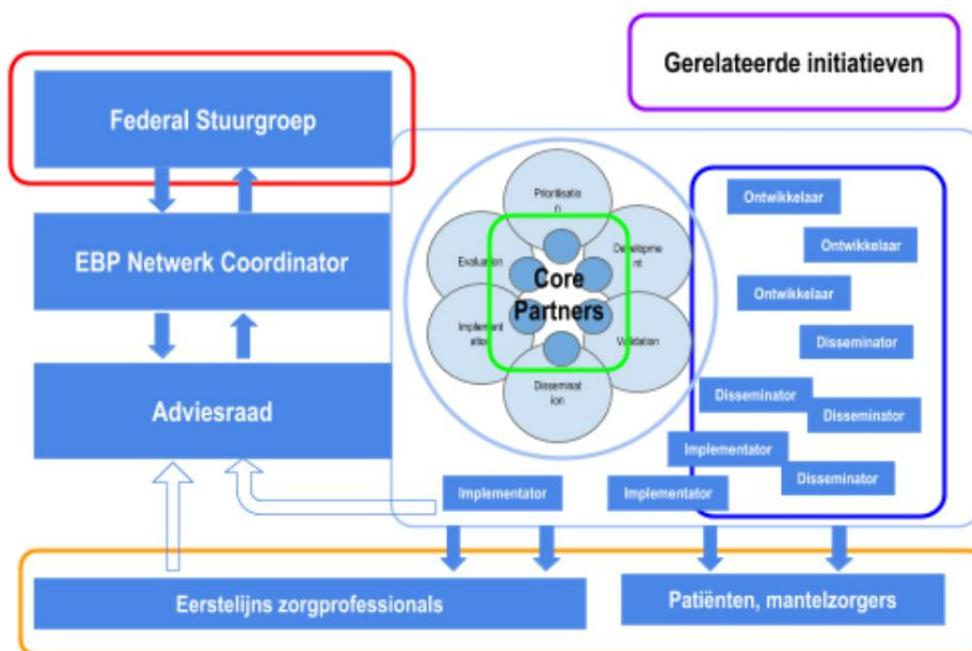 Gerelateerde initiatieven
Federal Stuurgroep
EBP Netwerk Coordinator
Adviesraad
Prioritisatio
n
Evaluation
Developme
nt
Core
Partners
Implement
ation
Validation
Disseminat
ion
Ontwikkelaar
Ontwikkelaar
Ontwikkelaar
Disseminator
Disseminator
Disseminator
Implementator
Disseminator
Implementator
Implementator
Eerstelijns zorgprofessionals
Patiënten, mantelzorgers